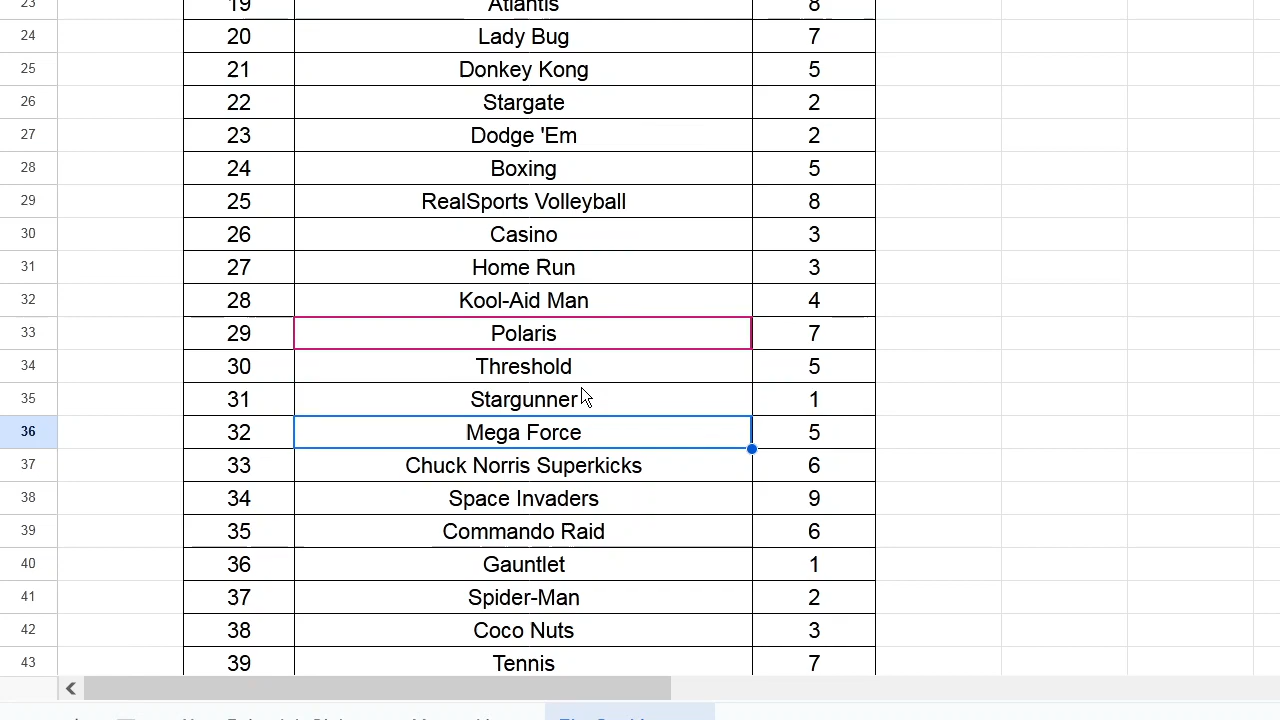 23 19 Atlantis 8
24 20 Lady Bug 7
25 21 Donkey Kong 5
26 22 Stargate 2
27 23 Dodge 'Em 2
28 24 Boxing 5
29 25 RealSports Volleyball 8
30 26 Casino 3
31 27 Home Run 3
32 28 Kool-Aid Man 4
33 29 Polaris 7
34 30 Threshold 5
35 31 Stargunner 1
36 32 Mega Force 5
37 33 Chuck Norris Superkicks 6
38 34 Space Invaders 9
39 35 Commando Raid 6
40 36 Gauntlet 1
41 37 Spider-Man 2
42 38 Coco Nuts 3
43 39 Tennis 7